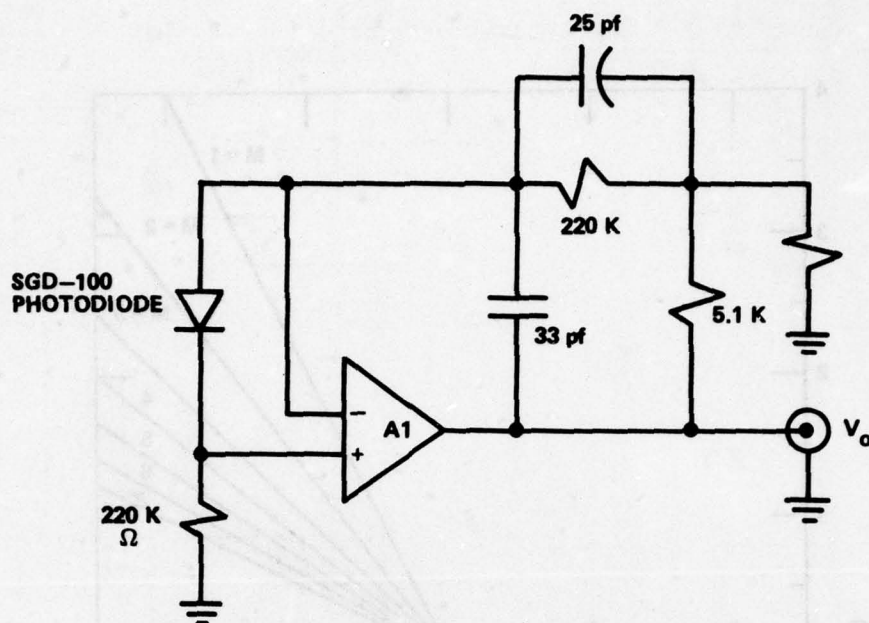 25 pf
220 K
SGD–100
PHOTODIODE
33 pf
5.1 K
–
A1
+
V
220 K
Ω